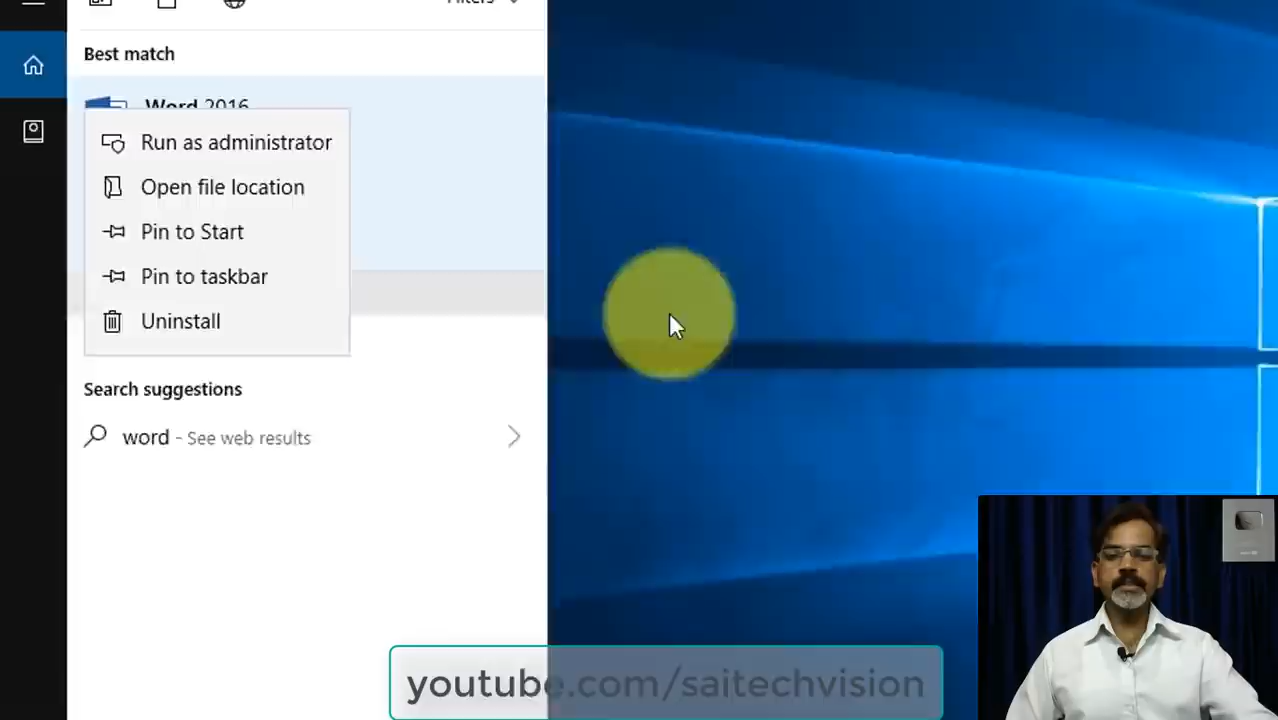 Filters
Best match
Word 2016
Run as administrator
Open file location
Pin to Start
Pin to taskbar
Uninstall
Search suggestions
word - See web results
youtube.com/saitechvision